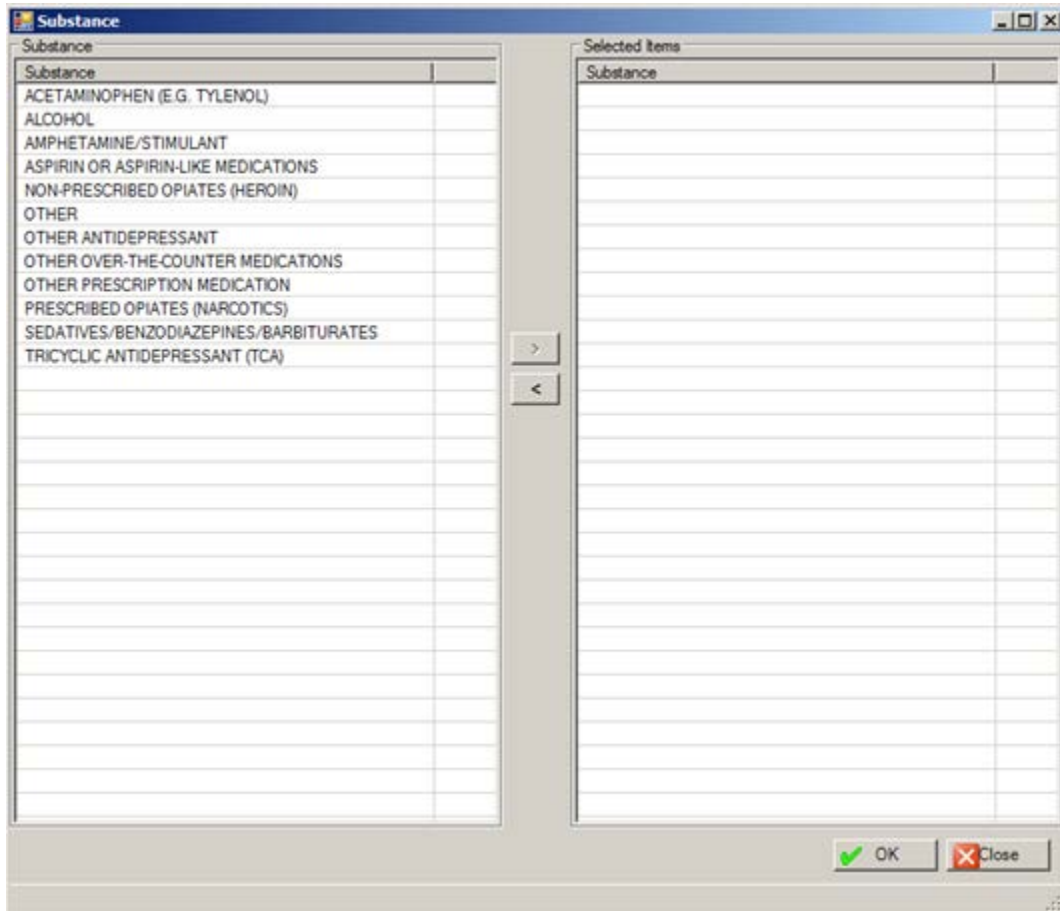 Substance
Substance
Substance
ACETAMINOPHEN (E.G. TYLENOL)
ALCOHOL
AMPHETAMINE/STIMULANT
ASPIRIN OR ASPIRIN-LIKE MEDICATIONS
NON-PRESCRIBED OPIATES (HEROIN)
OTHER
OTHER ANTIDEPRESSANT
OTHER OVER-THE-COUNTER MEDICATIONS
OTHER PRESCRIPTION MEDICATION
PRESCRIBED OPIATES (NARCOTICS)
SEDATIVES/BENZODIAZEPINES/BARBITURATES
TRICYCLIC ANTIDEPRESSANT (TCA)
>
<
Selected Items
Substance
OK
Close